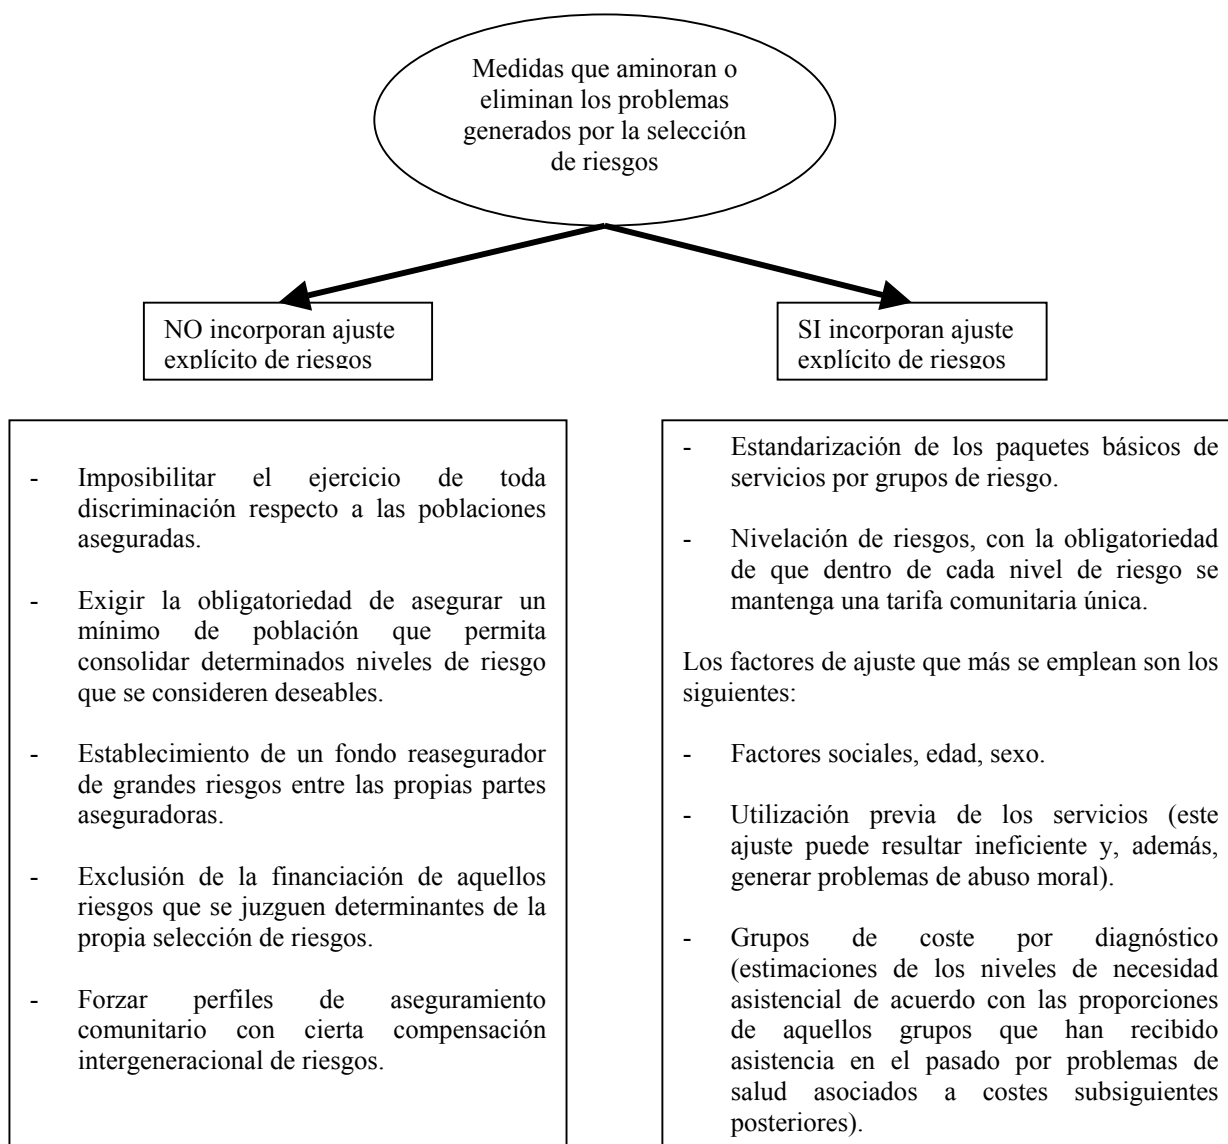 Medidas que aminoran o
eliminan los problemas
generados por la selección
de riesgos
NO incorporan ajuste
explícito de riesgos
SI incorporan ajuste
explícito de riesgos
- Imposibilitar el ejercicio de toda
discriminación respecto a las poblaciones
aseguradas.
- Exigir la obligatoriedad de asegurar un
mínimo de población que permita
consolidar determinados niveles de riesgo
que se consideren deseables.
- Establecimiento de un fondo reasegurador
de grandes riesgos entre las propias partes
aseguradoras.
- Exclusión de la financiación de aquellos
riesgos que se juzguen determinantes de la
propia selección de riesgos.
- Forzar perfiles de aseguramiento
comunitario con cierta compensación
intergeneracional de riesgos.
- Estandarización de los paquetes básicos de
servicios por grupos de riesgo.
- Nivelación de riesgos, con la obligatoriedad
de que dentro de cada nivel de riesgo se
mantenga una tarifa comunitaria única.
Los factores de ajuste que más se emplean son los
siguientes:
- Factores sociales, edad, sexo.
- Utilización previa de los servicios (este
ajuste puede resultar ineficiente y, además,
generar problemas de abuso moral).
- Grupos de coste por diagnóstico
(estimaciones de los niveles de necesidad
asistencial de acuerdo con las proporciones
de aquellos grupos que han recibido
asistencia en el pasado por problemas de
salud asociados a costes subsiguientes
posteriores).